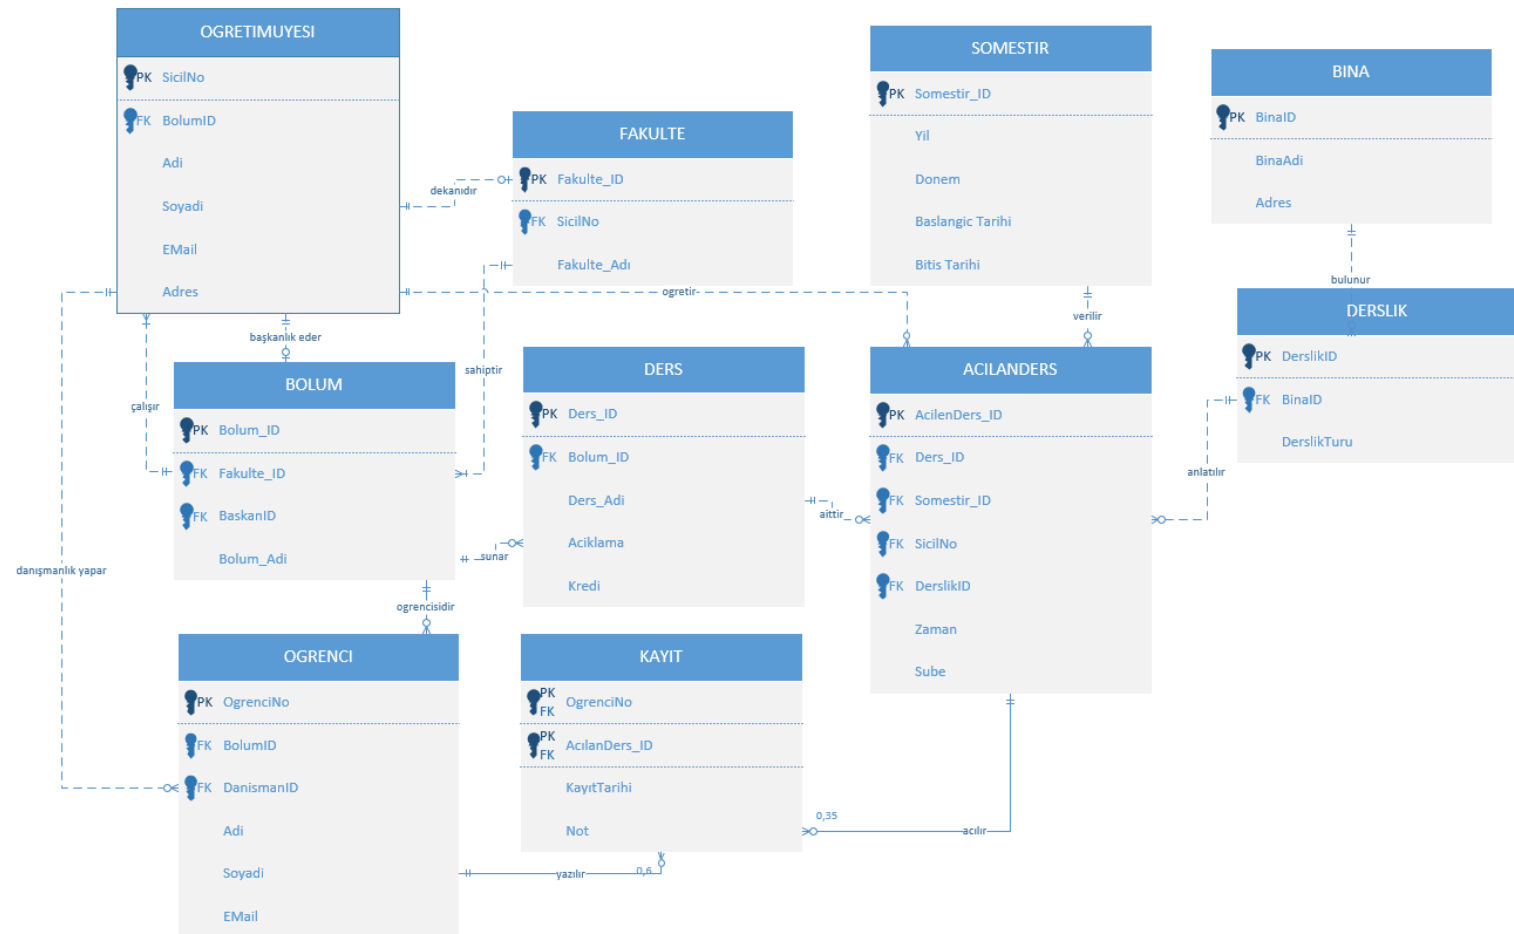 OGRETIMUYESI
PK SicilNo
FK BolumID
Adi
Soyadi
EMail
Adres
FAKULTE
PK Fakulte_ID
FK SicilNo
Fakulte_Adı
SOMESTIR
PK Somestir_ID
Yil
Donem
Baslangic Tarihi
Bitis Tarihi
BINA
PK BinaID
BinaAdi
Adres
dekanıdır
ogretir
verilir
bulunur
başkanlık eder
çalışır
sahiptir
DERSLIK
PK DerslikID
FK BinaID
DerslikTuru
BOLUM
PK Bolum_ID
FK Fakulte_ID
FK BaskanID
Bolum_Adi
DERS
PK Ders_ID
FK Bolum_ID
Ders_Adi
Aciklama
Kredi
ACILANDERS
PK AcilenDers_ID
FK Ders_ID
FK Somestir_ID
FK SicilNo
FK DerslikID
Zaman
Sube
anlatılır
aittir
sunar
danışmanlık yapar
ogrencisidir
OGRENCI
PK OgrenciNo
FK BolumID
FK DanismanID
Adi
Soyadi
EMail
KAYIT
PK
FK OgrenciNo
PK
FK AcılanDers_ID
KayıtTarihi
Not
0,35
acılır
yazılır
0,6